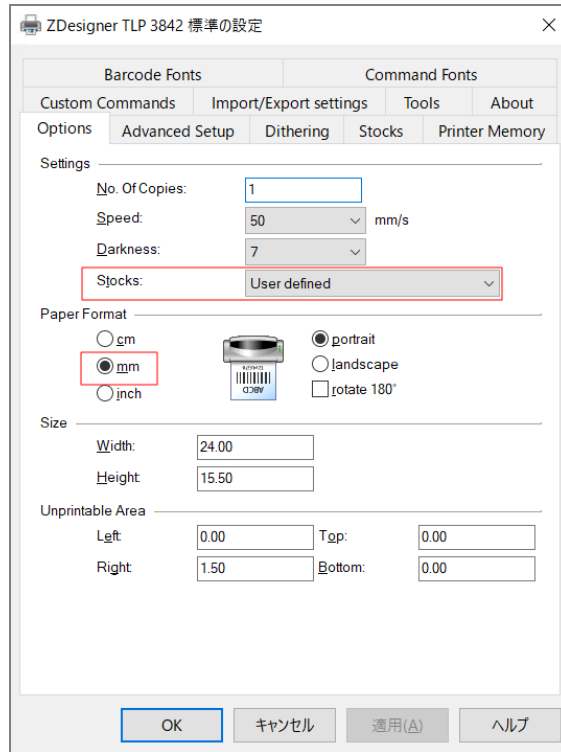 ZDesigner TLP 3842 標準の設定
Barcode Fonts Command Fonts
Custom Commands Import/Export settings Tools About
Options Advanced Setup Dithering Stocks Printer Memory
Settings
No. Of Copies: 1
Speed: 50 mm/s
Darkness: 7
Stocks: User defined
Paper Format
cm portrait
mm landscape
inch rotate 180°
ABCD
Size
Width: 24.00
Height: 15.50
Unprintable Area
Left: 0.00 Top: 0.00
Right: 1.50 Bottom: 0.00
OK キャンセル 適用(A) ヘルプ